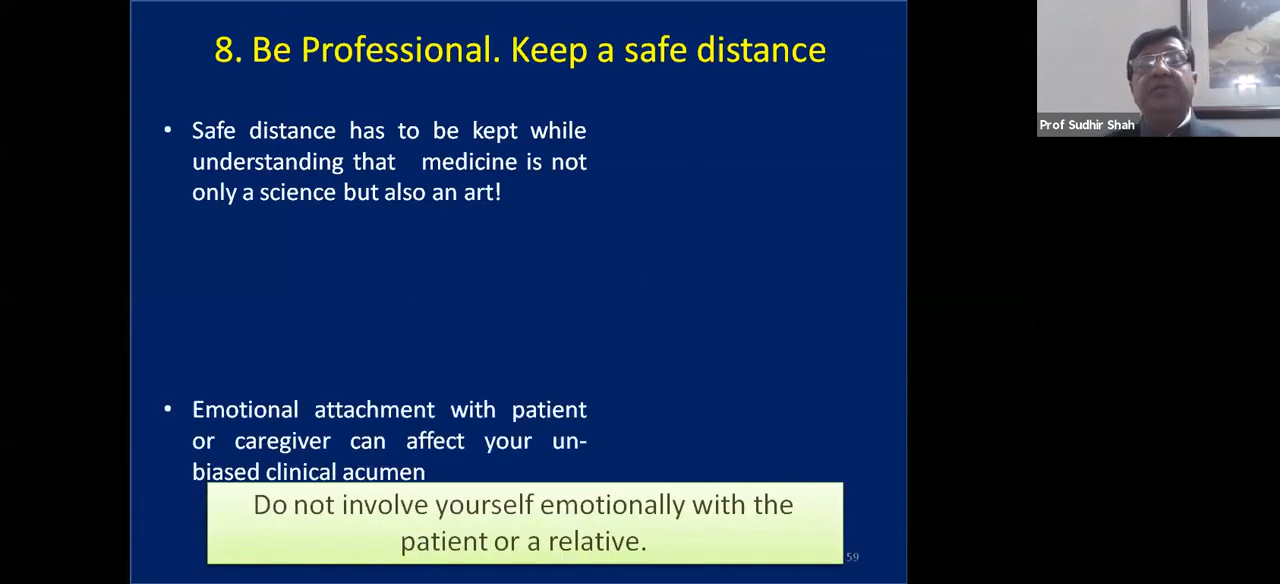 8. Be Professional. Keep a safe distance
Prof Sudhir Shah
• Safe distance has to be kept while
understanding that medicine is not
only a science but also an art!
• Emotional attachment with patient
or caregiver can affect your un-
biased clinical acumen
Do not involve yourself emotionally with the
patient or a relative.
59